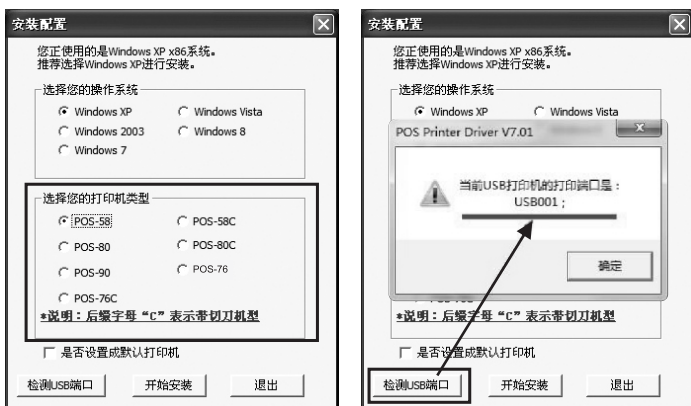 安装配置
您正使用的是Windows XP x86系统。
推荐选择Windows XP进行安装。
选择您的操作系统
Windows XP Windows Vista
Windows 2003 Windows 8
Windows 7
选择您的打印机类型
POS-58 POS-58C
POS-80 POS-80C
POS-90 POS-76
POS-76C
*说明：后缀字母“C”表示带切刀机型
是否设置成默认打印机
检测USB端口 开始安装 退出
安装配置
您正使用的是Windows XP x86系统。
推荐选择Windows XP进行安装。
选择您的操作系统
Windows XP Windows Vista
POS Printer Driver V7.01
当前USB打印机的打印端口是：
USB001；
确定
*说明：后缀字母“C”表示带切刀机型
是否设置成默认打印机
检测USB端口 开始安装 退出